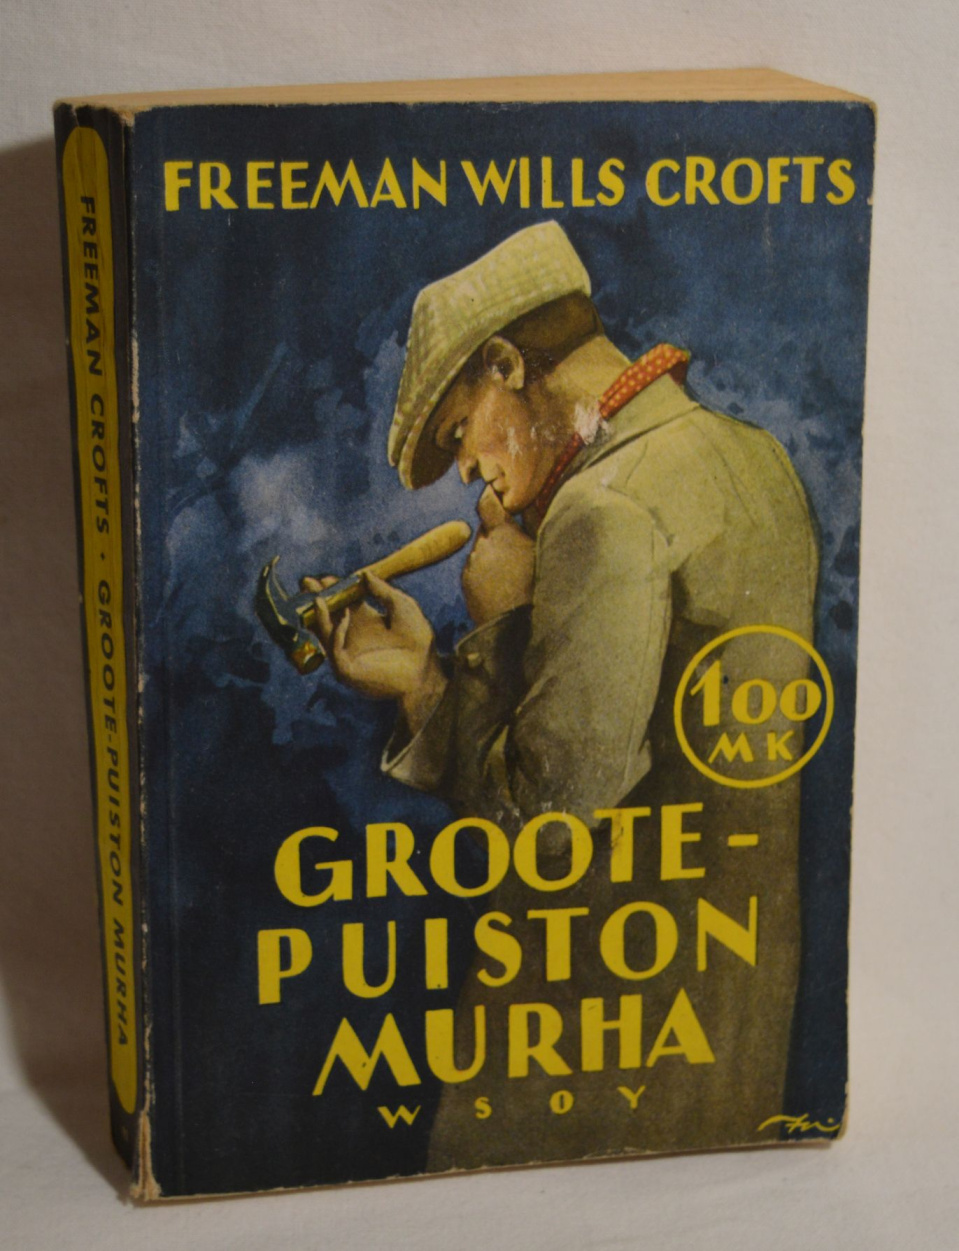 FREEMAN WILLS CROFTS
100
MK
GROOTE-
PUISTON
MURHA
WSOY
FREEMAN CROFTS · GROOTE-PUISTON MURHA